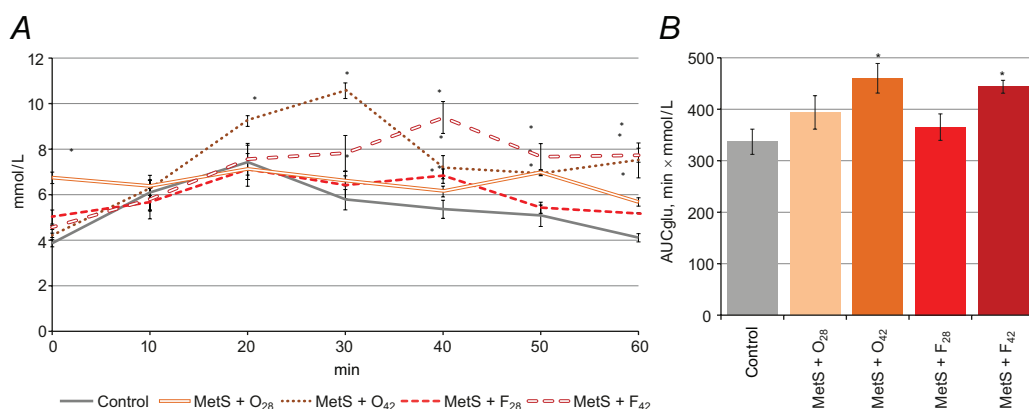 A
mmol/L
12
10
8
6
4
2
0
* * * * * * * * * * *
0 10 20 30 40 50 60
min
Control MetS + O₂₈ MetS + O₄₂ MetS + F₂₈ MetS + F₄₂
B
AUCglu, min × mmol/L
500
400
300
200
100
0
* *
Control
MetS + O₂₈
MetS + O₄₂
MetS + F₂₈
MetS + F₄₂